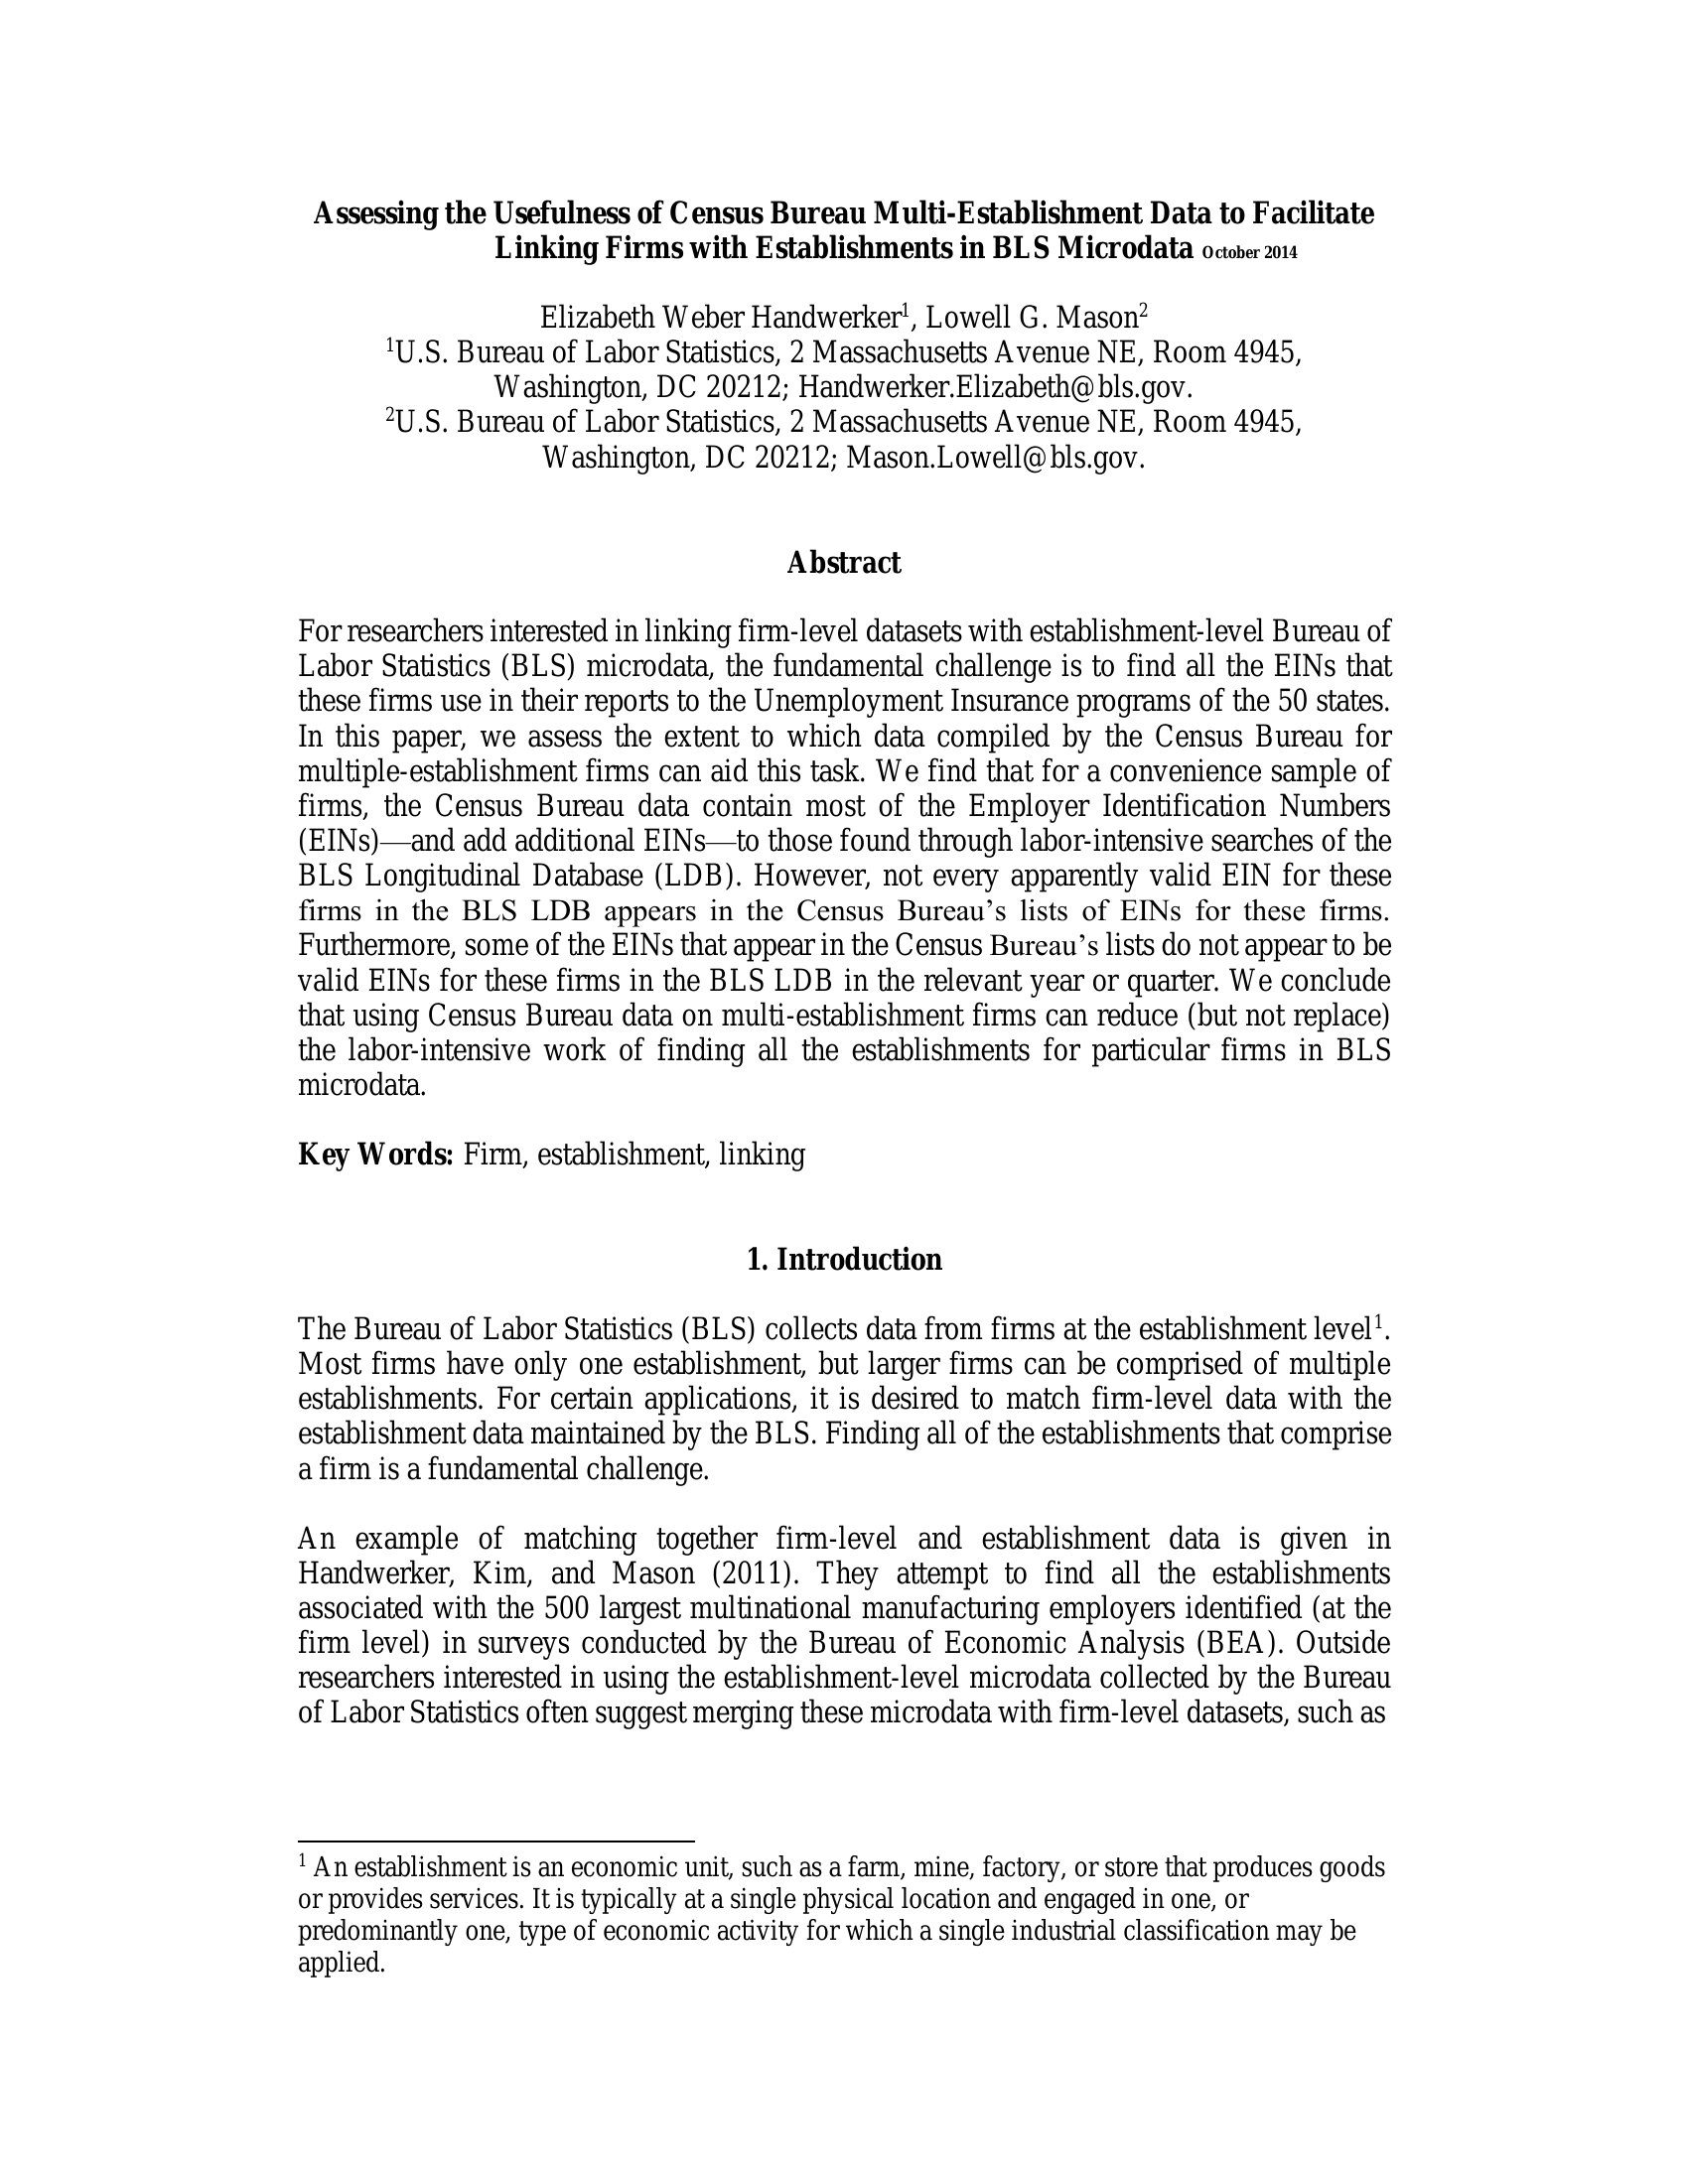 Assessing the Usefulness of Census Bureau Multi-Establishment Data to Facilitate
Linking Firms with Establishments in BLS Microdata October 2014
Elizabeth Weber Handwerker1, Lowell G. Mason2
1U.S. Bureau of Labor Statistics, 2 Massachusetts Avenue NE, Room 4945,
Washington, DC 20212; Handwerker.Elizabeth@bls.gov.
2U.S. Bureau of Labor Statistics, 2 Massachusetts Avenue NE, Room 4945,
Washington, DC 20212; Mason.Lowell@bls.gov.
Abstract
For researchers interested in linking firm-level datasets with establishment-level Bureau of
Labor Statistics (BLS) microdata, the fundamental challenge is to find all the EINs that
these firms use in their reports to the Unemployment Insurance programs of the 50 states.
In this paper, we assess the extent to which data compiled by the Census Bureau for
multiple-establishment firms can aid this task. We find that for a convenience sample of
firms, the Census Bureau data contain most of the Employer Identification Numbers
(EINs)—and add additional EINs—to those found through labor-intensive searches of the
BLS Longitudinal Database (LDB). However, not every apparently valid EIN for these
firms in the BLS LDB appears in the Census Bureau’s lists of EINs for these firms.
Furthermore, some of the EINs that appear in the Census Bureau’s lists do not appear to be
valid EINs for these firms in the BLS LDB in the relevant year or quarter. We conclude
that using Census Bureau data on multi-establishment firms can reduce (but not replace)
the labor-intensive work of finding all the establishments for particular firms in BLS
microdata.
Key Words: Firm, establishment, linking
1. Introduction
The Bureau of Labor Statistics (BLS) collects data from firms at the establishment level1.
Most firms have only one establishment, but larger firms can be comprised of multiple
establishments. For certain applications, it is desired to match firm-level data with the
establishment data maintained by the BLS. Finding all of the establishments that comprise
a firm is a fundamental challenge.
An example of matching together firm-level and establishment data is given in
Handwerker, Kim, and Mason (2011). They attempt to find all the establishments
associated with the 500 largest multinational manufacturing employers identified (at the
firm level) in surveys conducted by the Bureau of Economic Analysis (BEA). Outside
researchers interested in using the establishment-level microdata collected by the Bureau
of Labor Statistics often suggest merging these microdata with firm-level datasets, such as
1 An establishment is an economic unit, such as a farm, mine, factory, or store that produces goods
or provides services. It is typically at a single physical location and engaged in one, or
predominantly one, type of economic activity for which a single industrial classification may be
applied.